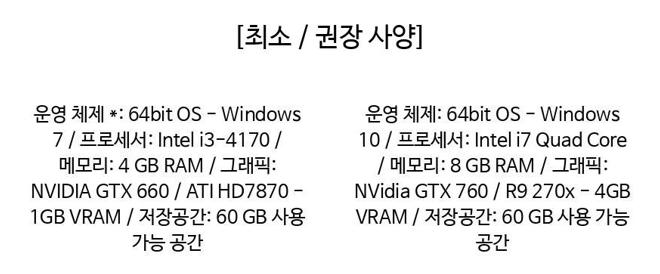 [최소 / 권장 사양]
운영 체제 *: 64bit OS - Windows
7 / 프로세서: Intel i3-4170 /
메모리: 4 GB RAM / 그래픽:
NVIDIA GTX 660 / ATI HD7870 -
1GB VRAM / 저장공간: 60 GB 사용
가능 공간
운영 체제: 64bit OS - Windows
10 / 프로세서: Intel i7 Quad Core
/ 메모리: 8 GB RAM / 그래픽:
NVidia GTX 760 / R9 270x - 4GB
VRAM / 저장공간: 60 GB 사용 가능
공간